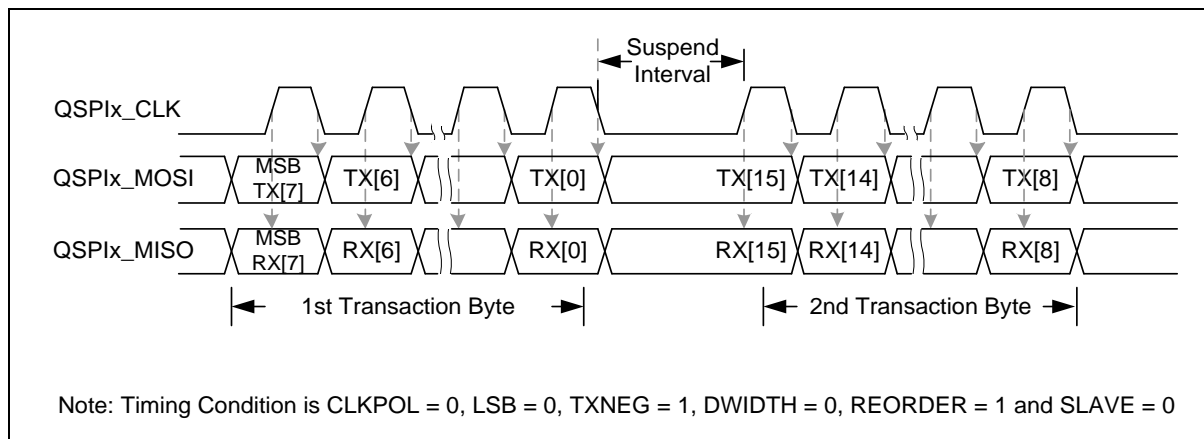 Suspend
Interval
QSPIx_CLK
QSPIx_MOSI
MSB
TX[7]
TX[6]
TX[0]
TX[15]
TX[14]
TX[8]
QSPIx_MISO
MSB
RX[7]
RX[6]
RX[0]
RX[15]
RX[14]
RX[8]
1st Transaction Byte
2nd Transaction Byte
Note: Timing Condition is CLKPOL = 0, LSB = 0, TXNEG = 1, DWIDTH = 0, REORDER = 1 and SLAVE = 0